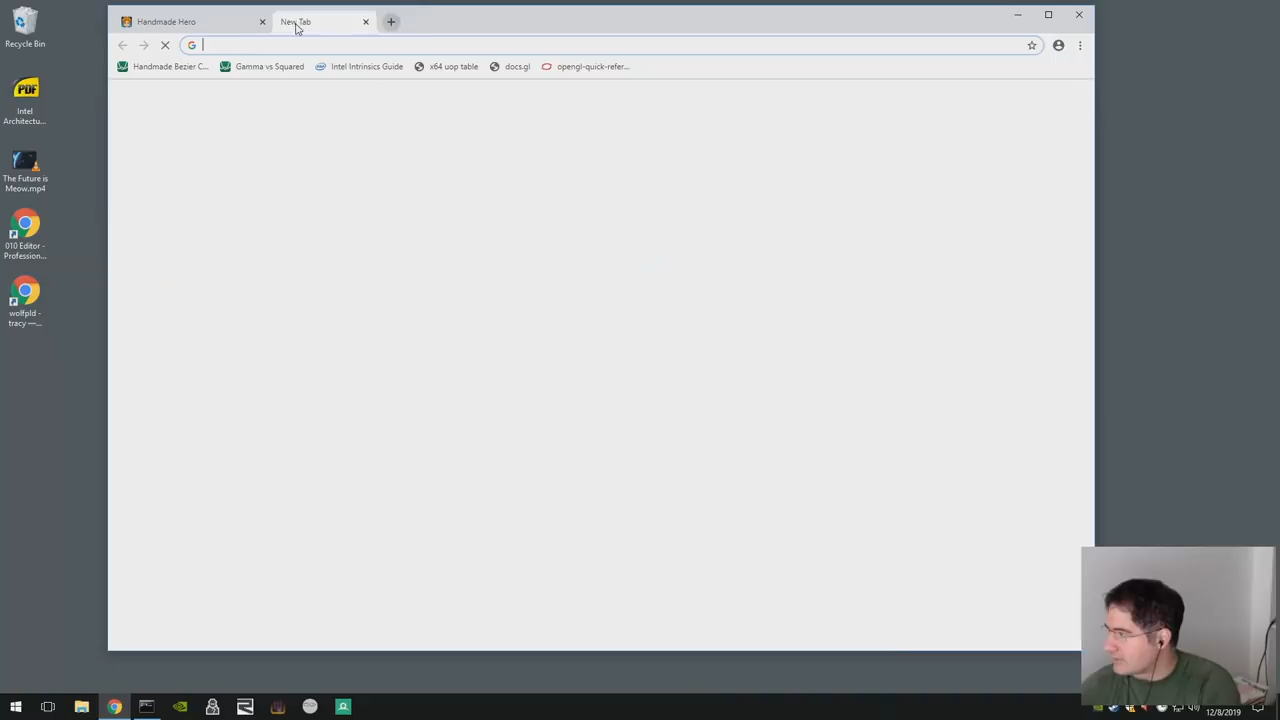 Handmade Hero
New Tab
Handmade Bezier C...
Gamma vs Squared
Intel Intrinsics Guide
x64 uop table
docs.gl
opengl-quick-refer...
Recycle Bin
PDF
Intel
Architectu...
The Future is
Meow.mp4
010 Editor -
Profession...
wolfpld -
tracy —...
12/8/2019